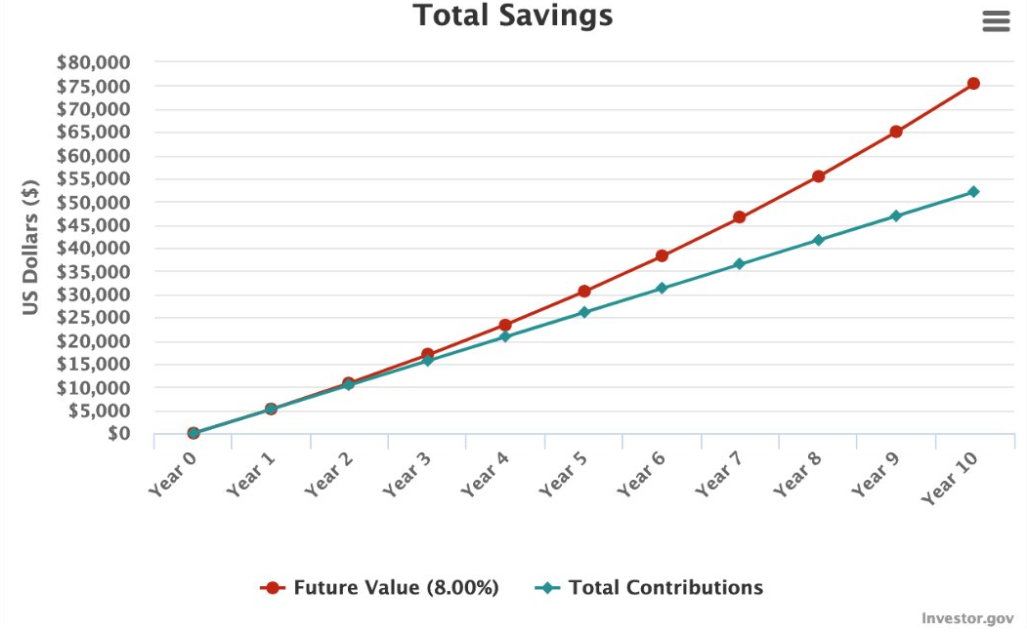 Total Savings
$80,000
$75,000
$70,000
$65,000
$60,000
$55,000
$50,000
$45,000
$40,000
$35,000
$30,000
$25,000
$20,000
$15,000
$10,000
$5,000
$0
US Dollars ($)
Year 0
Year 1
Year 2
Year 3
Year 4
Year 5
Year 6
Year 7
Year 8
Year 9
Year 10
Future Value (8.00%)
Total Contributions
Investor.gov